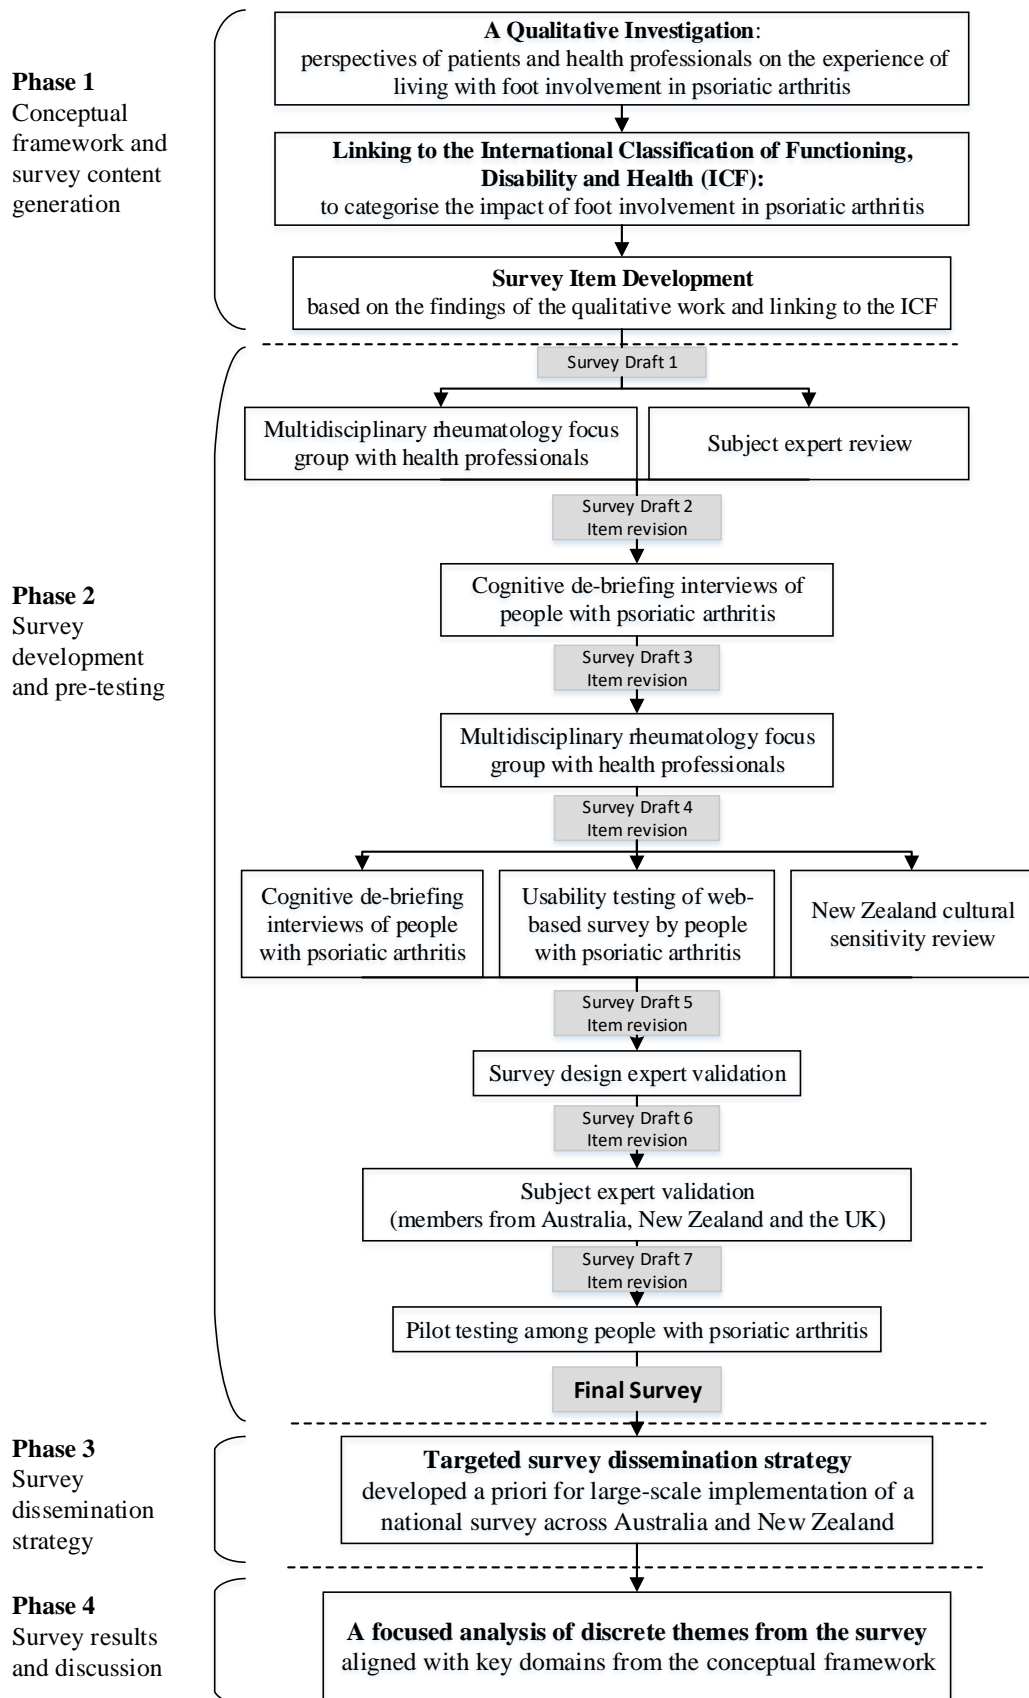 Phase 1
Conceptual
framework and
survey content
generation
A Qualitative Investigation:
perspectives of patients and health professionals on the experience of
living with foot involvement in psoriatic arthritis
Linking to the International Classification of Functioning,
Disability and Health (ICF):
to categorise the impact of foot involvement in psoriatic arthritis
Survey Item Development
based on the findings of the qualitative work and linking to the ICF
Phase 2
Survey
development
and pre-testing
Survey Draft 1
Multidisciplinary rheumatology focus
group with health professionals
Subject expert review
Survey Draft 2
Item revision
Cognitive de-briefing interviews of
people with psoriatic arthritis
Survey Draft 3
Item revision
Multidisciplinary rheumatology focus
group with health professionals
Survey Draft 4
Item revision
Cognitive de-briefing
interviews of people
with psoriatic arthritis
Usability testing of web-
based survey by people
with psoriatic arthritis
New Zealand cultural
sensitivity review
Survey Draft 5
Item revision
Survey design expert validation
Survey Draft 6
Item revision
Subject expert validation
(members from Australia, New Zealand and the UK)
Survey Draft 7
Item revision
Pilot testing among people with psoriatic arthritis
Final Survey
Phase 3
Survey
dissemination
strategy
Targeted survey dissemination strategy
developed a priori for large-scale implementation of a
national survey across Australia and New Zealand
Phase 4
Survey results
and discussion
A focused analysis of discrete themes from the survey
aligned with key domains from the conceptual framework